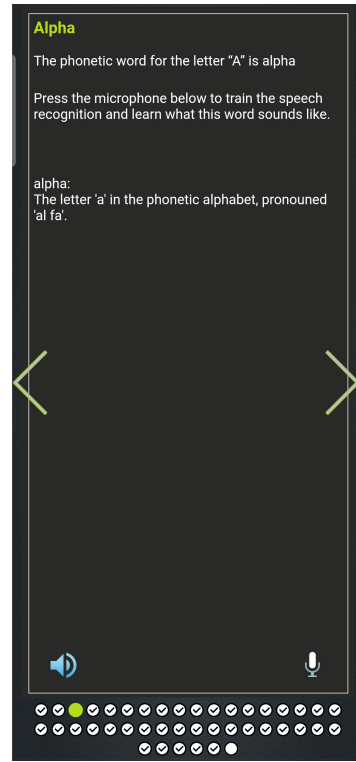 Alpha
The phonetic word for the letter “A” is alpha
Press the microphone below to train the speech
recognition and learn what this word sounds like.
alpha:
The letter 'a' in the phonetic alphabet, pronouned
'al fa'.